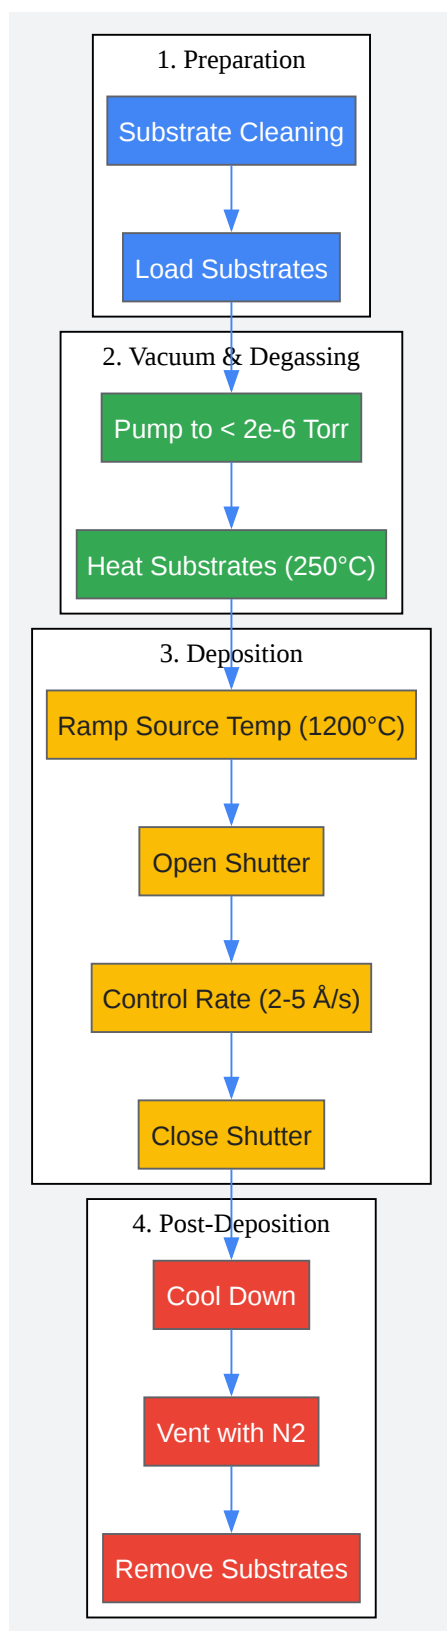 1. Preparation
Substrate Cleaning
Load Substrates
2. Vacuum & Degassing
Pump to < 2e-6 Torr
Heat Substrates (250°C)
3. Deposition
Ramp Source Temp (1200°C)
Open Shutter
Control Rate (2-5 Å/s)
Close Shutter
4. Post-Deposition
Cool Down
Vent with N2
Remove Substrates